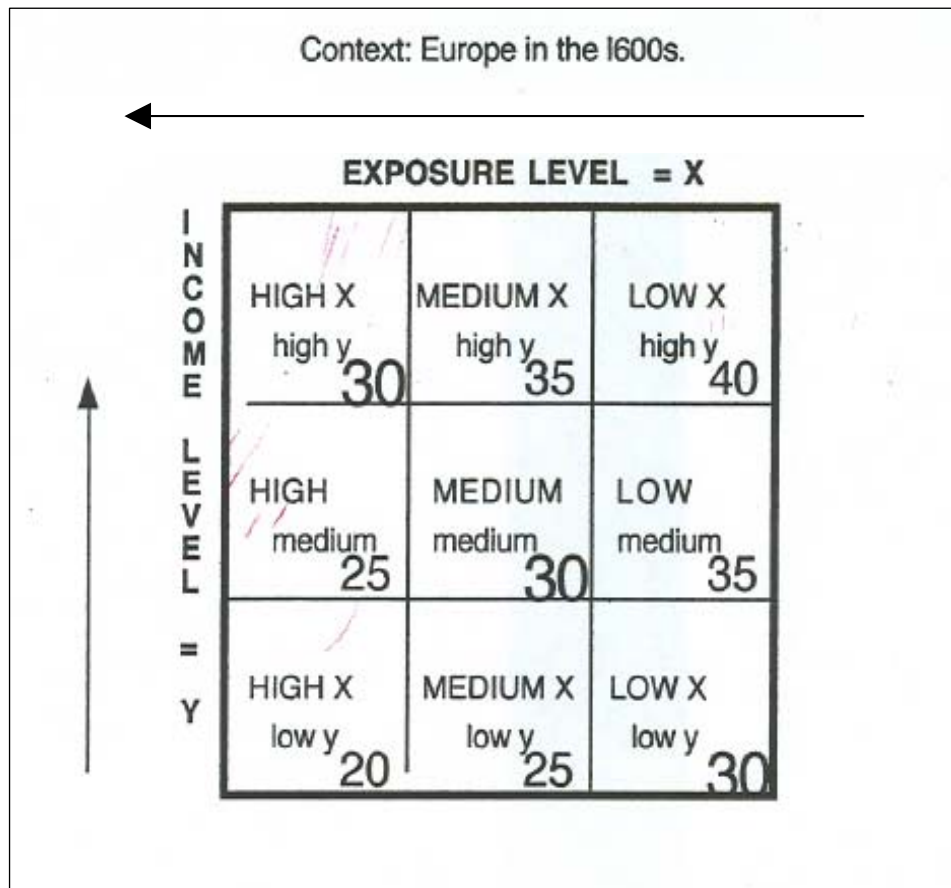 Context: Europe in the l600s.
EXPOSURE LEVEL = X
INCOME LEVEL = Y
HIGH X
high y
30
MEDIUM X
high y
35
LOW X
high y
40
HIGH
medium
25
MEDIUM
medium
30
LOW
medium
35
HIGH X
low y
20
MEDIUM X
low y
25
LOW X
low y
30